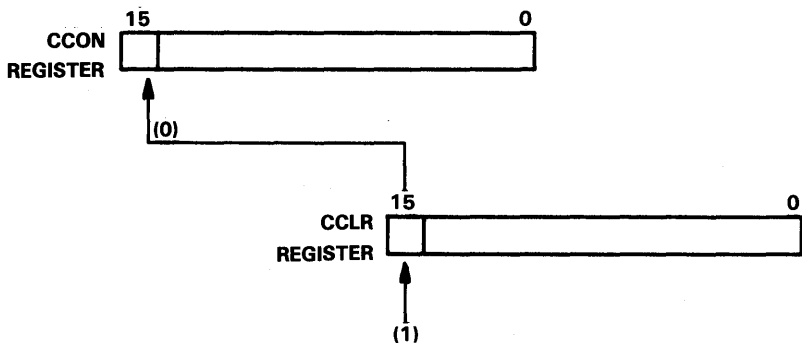 15 0
CCON
REGISTER
(0)
15 0
CCLR
REGISTER
(1)